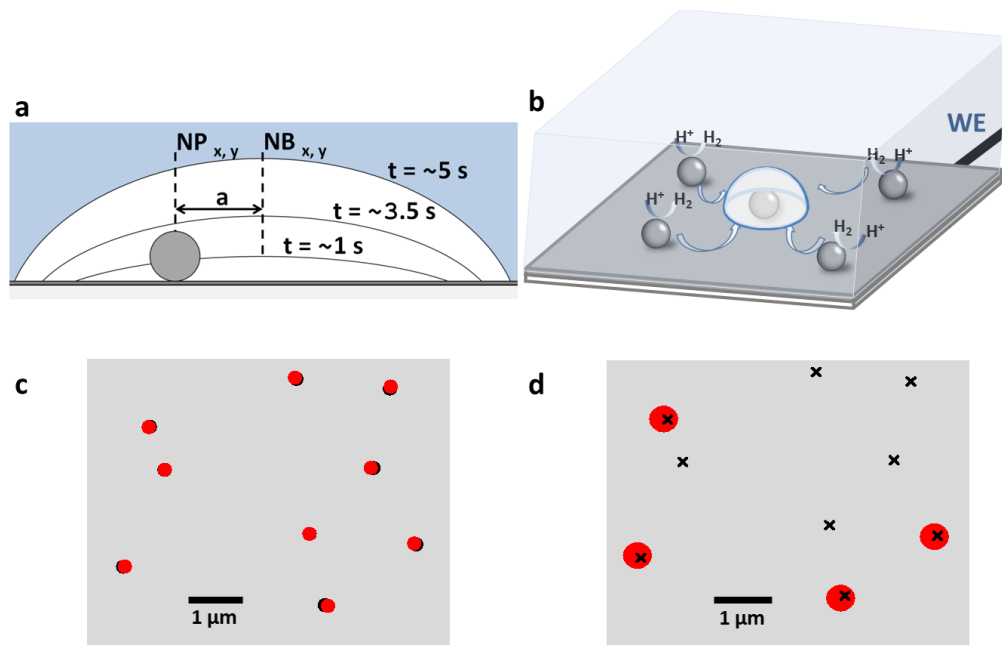 a
NP x, y
NB x, y
t = ~5 s
a
t = ~3.5 s
t = ~1 s
b
WE
H+ H2
H2 H+
H+ H2
H2 H+
c
1 µm
d
1 µm